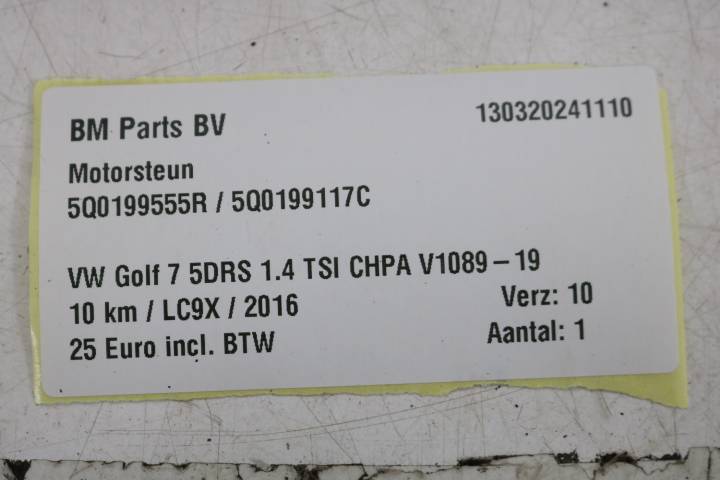 BM Parts BV 130320241110
Motorsteun
5Q0199555R / 5Q0199117C
VW Golf 7 5DRS 1.4 TSI CHPA V1089-19
10 km / LC9X / 2016 Verz: 10
25 Euro incl. BTW Aantal: 1